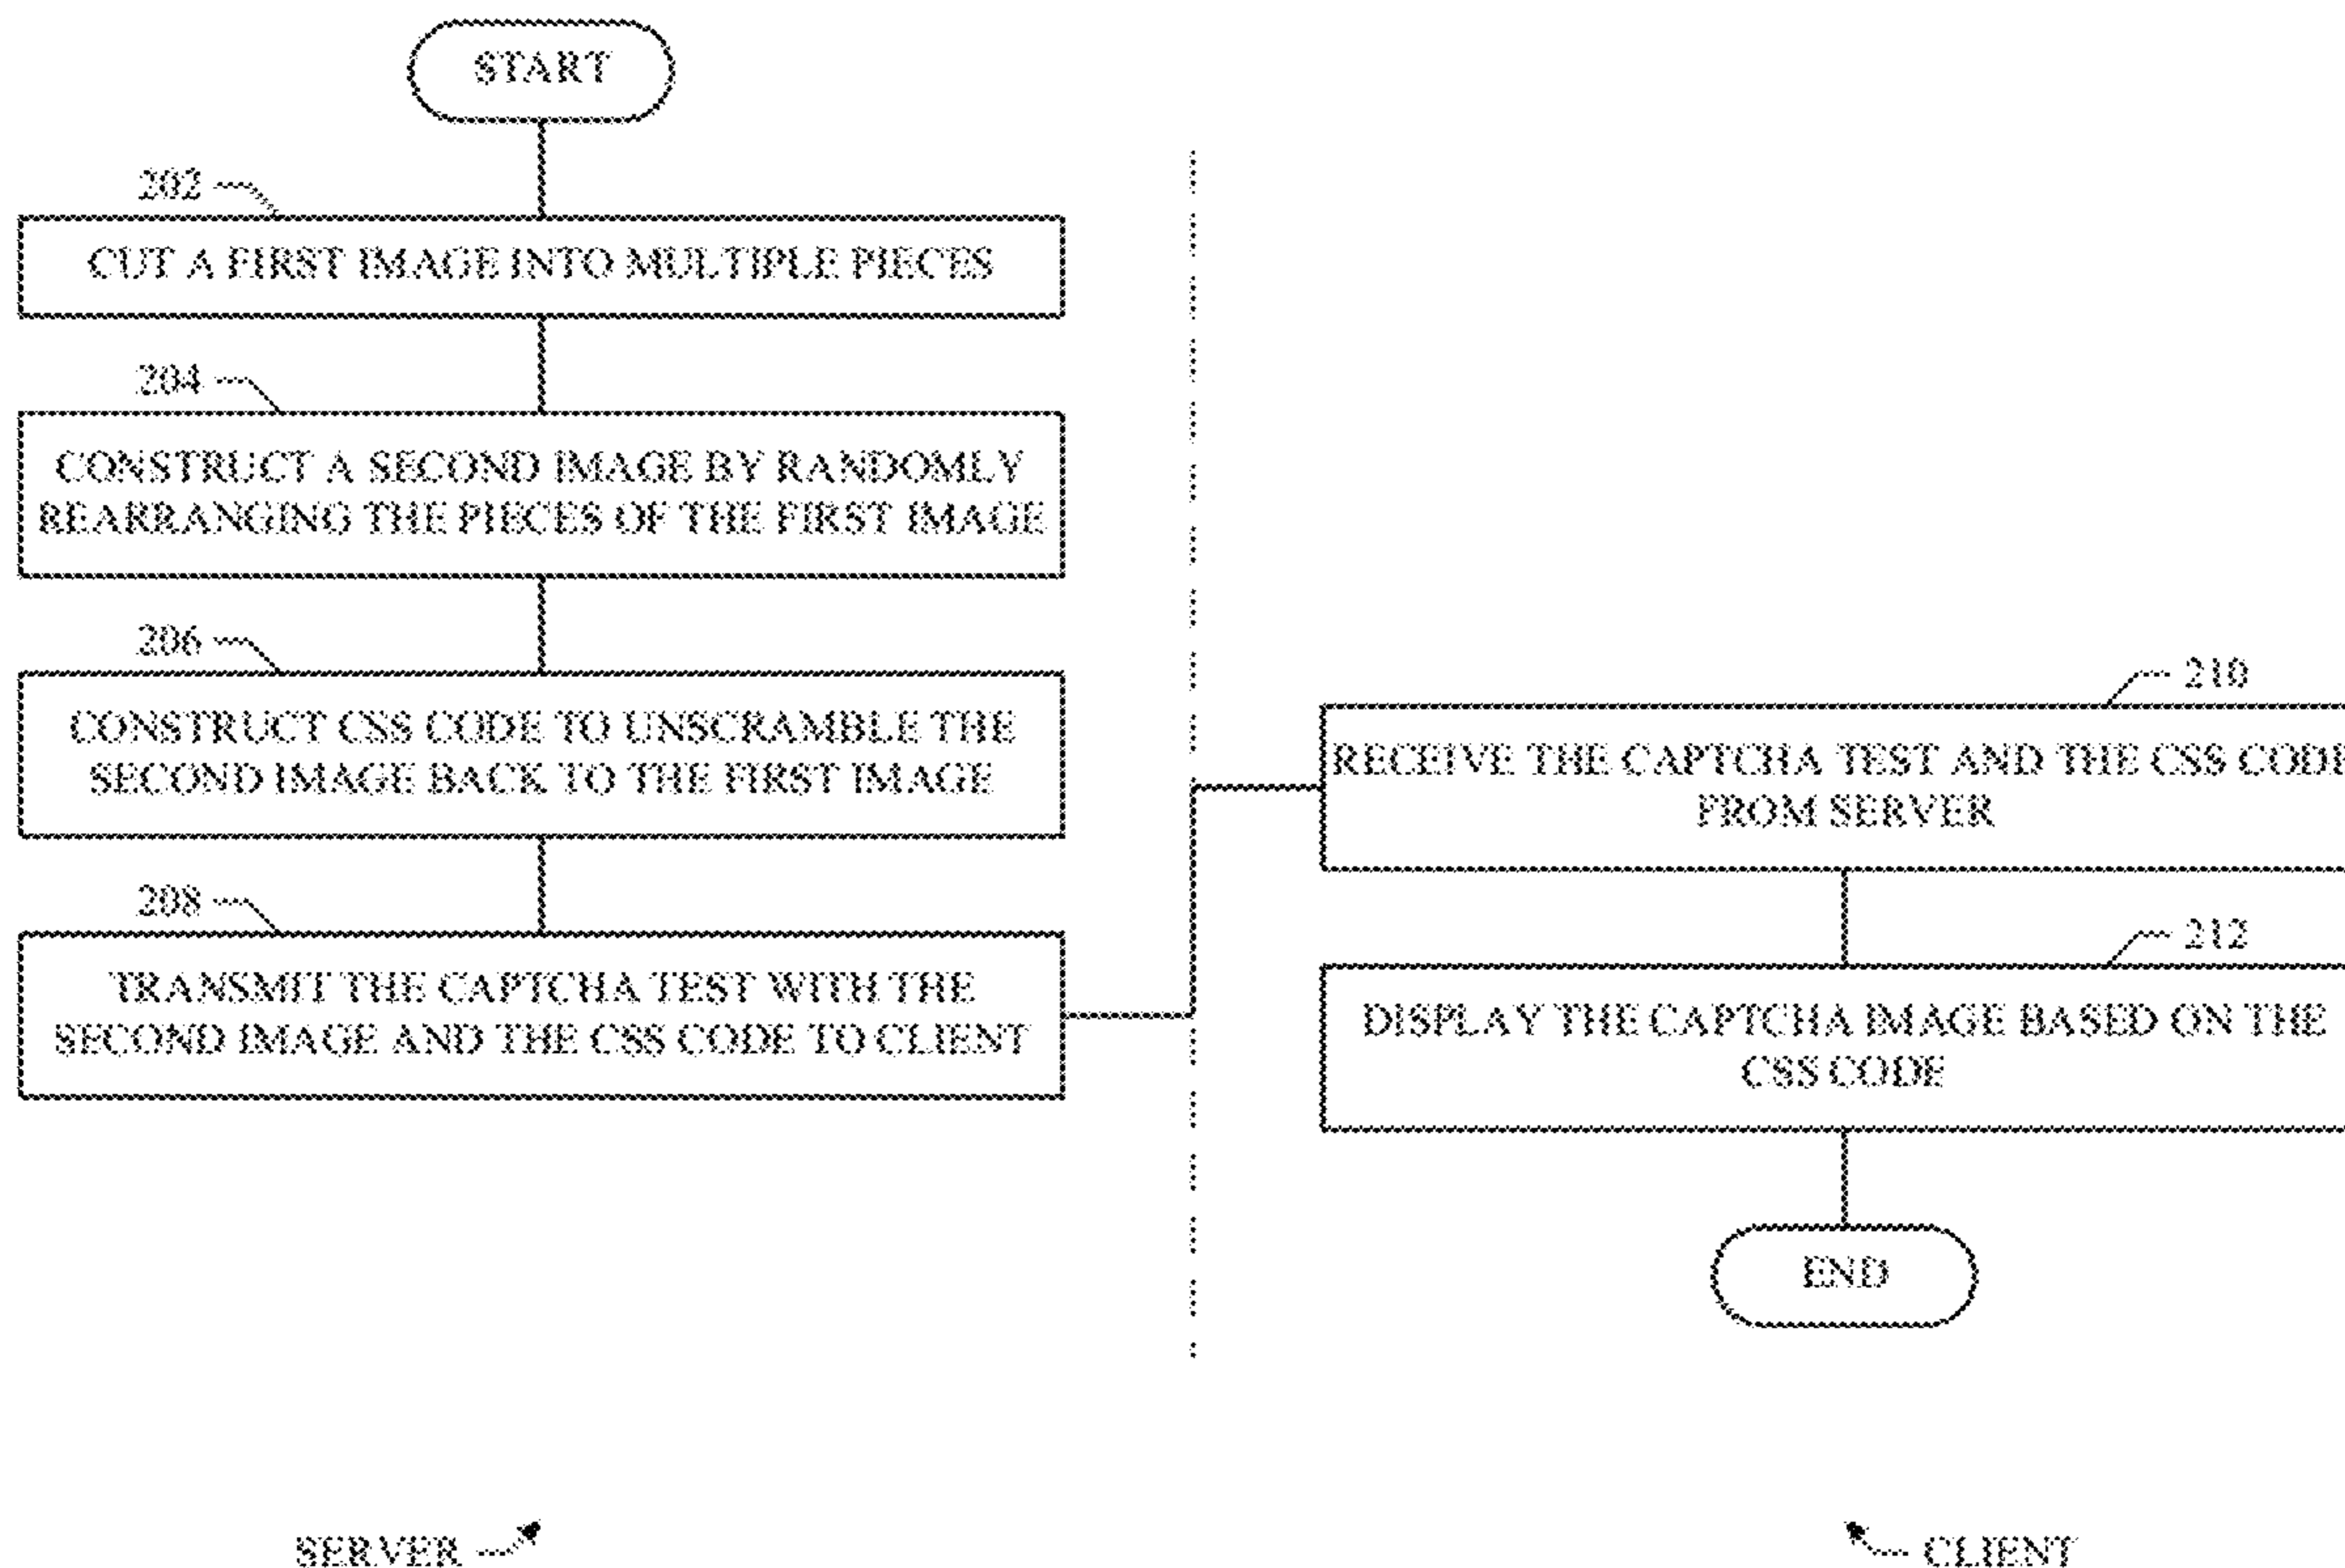 START
202
CUT A FIRST IMAGE INTO MULTIPLE PIECES
204
CONSTRUCT A SECOND IMAGE BY RANDOMLY
REARRANGING THE PIECES OF THE FIRST IMAGE
206
CONSTRUCT CSS CODE TO UNSCRAMBLE THE
SECOND IMAGE BACK TO THE FIRST IMAGE
208
TRANSMIT THE CAPTCHA TEST WITH THE
SECOND IMAGE AND THE CSS CODE TO CLIENT
210
RECEIVE THE CAPTCHA TEST AND THE CSS CODE
FROM SERVER
212
DISPLAY THE CAPTCHA IMAGE BASED ON THE
CSS CODE
END
SERVER
CLIENT